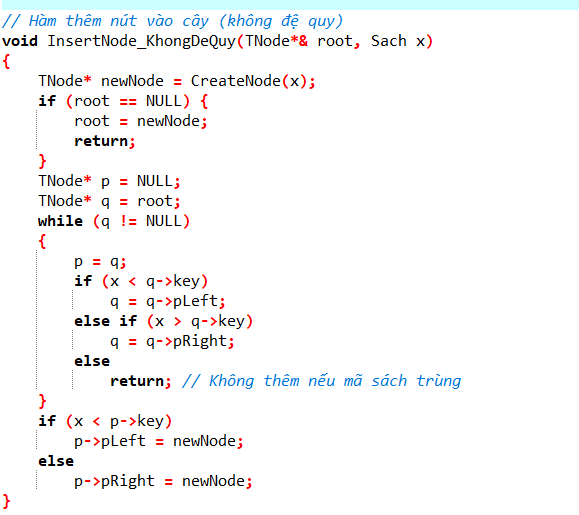 // Hàm thêm nút vào cây (không đệ quy)
void InsertNode_KhongDeQuy(TNode*& root, Sach x)
{
    TNode* newNode = CreateNode(x);
    if (root == NULL) {
        root = newNode;
        return;
    }
    TNode* p = NULL;
    TNode* q = root;
    while (q != NULL)
    {
        p = q;
        if (x < q->key)
            q = q->pLeft;
        else if (x > q->key)
            q = q->pRight;
        else
            return; // Không thêm nếu mã sách trùng
    }
    if (x < p->key)
        p->pLeft = newNode;
    else
        p->pRight = newNode;
}